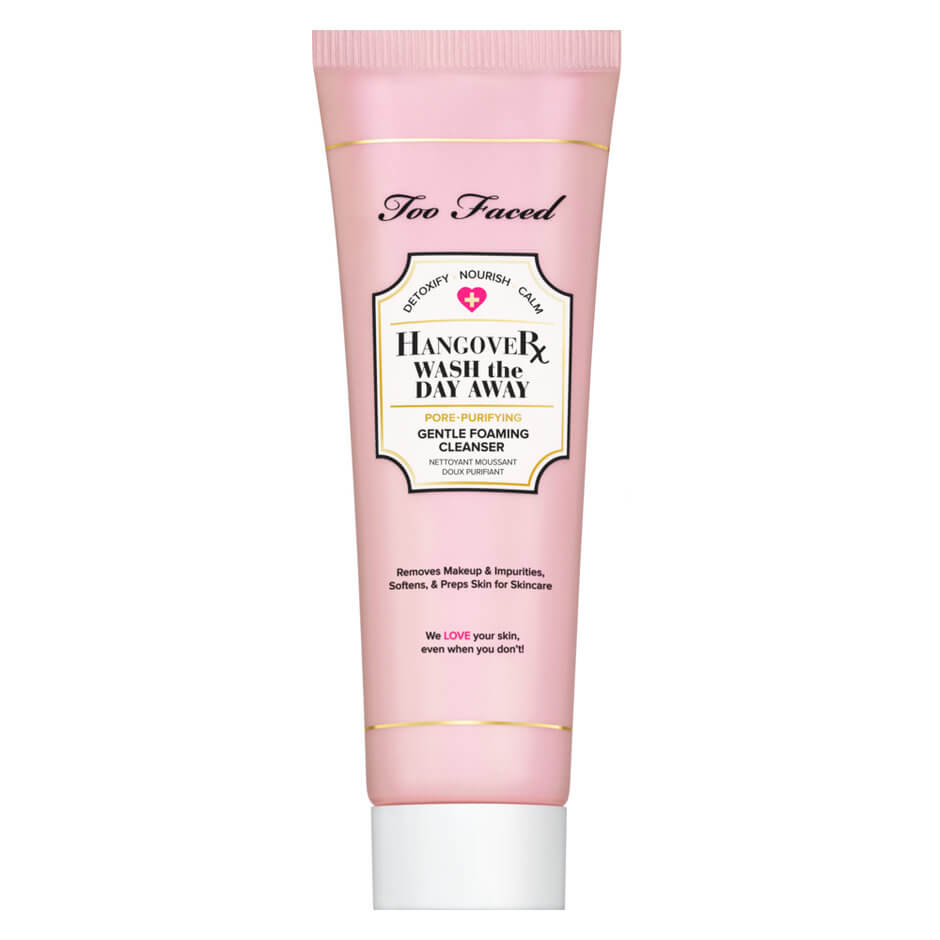 Too Faced
DETOXIFY · NOURISH · CALM
HANGOVERx
WASH the
DAY AWAY
PORE-PURIFYING
GENTLE FOAMING
CLEANSER
NETTOYANT MOUSSANT
DOUX PURIFIANT
Removes Makeup & Impurities,
Softens, & Preps Skin for Skincare
We LOVE your skin,
even when you don't!